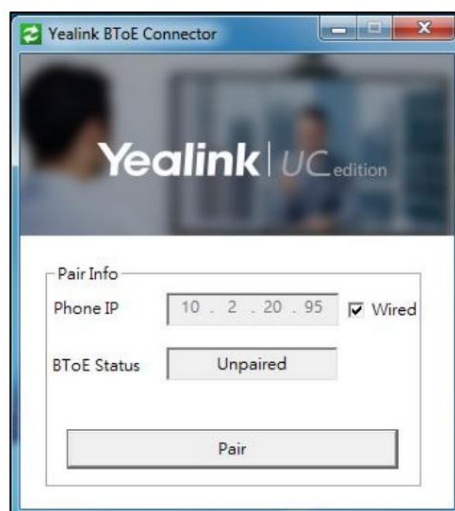 Yealink BToE Connector
Yealink | UC edition
Pair Info
Phone IP 10 . 2 . 20 . 95 Wired
BToE Status Unpaired
Pair